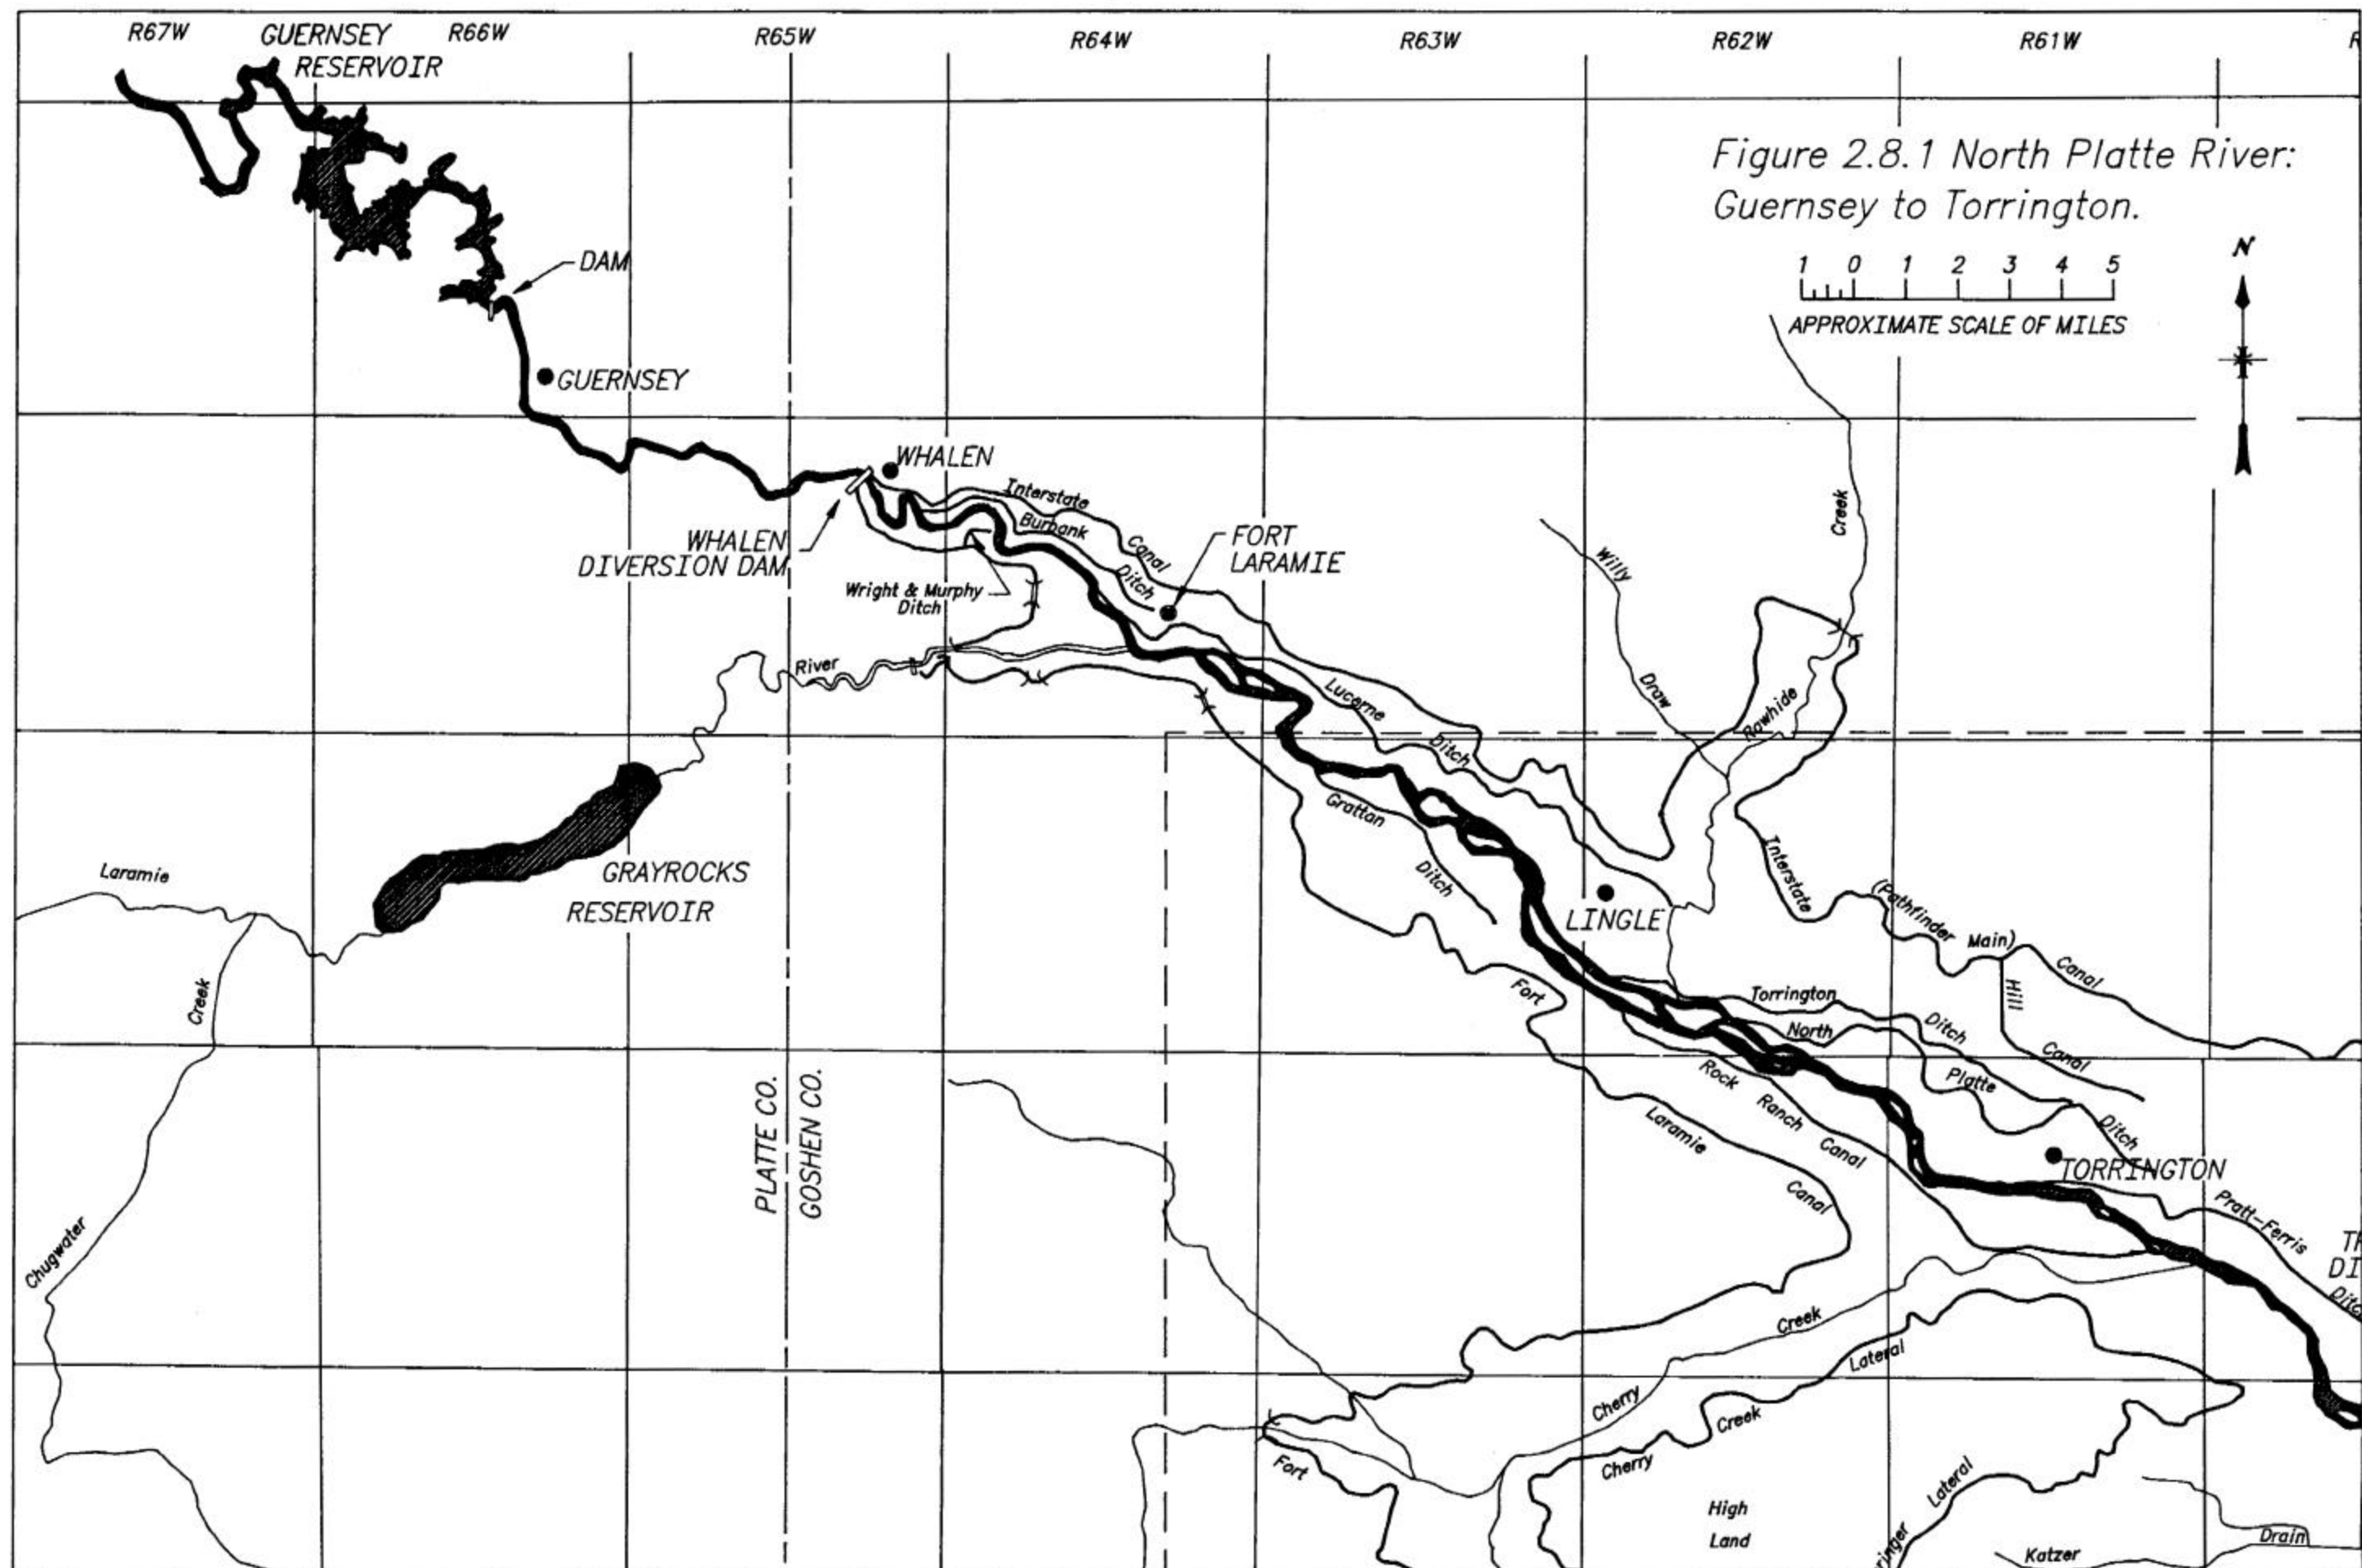 R67W
GUERNSEY
RESERVOIR
R66W
R65W
R64W
R63W
R62W
R61W
Figure 2.8.1 North Platte River:
Guernsey to Torrington.
1 0 1 2 3 4 5
APPROXIMATE SCALE OF MILES
N
DAM
GUERNSEY
WHALEN
WHALEN
DIVERSION DAM
Interstate
Canal
Burbank
Ditch
FORT
LARAMIE
Wright & Murphy
Ditch
River
Willy
Draw
Creek
Rawhide
Lucerne
Ditch
Grattan
Ditch
GRAYROCKS
RESERVOIR
Laramie
Creek
Chugwater
LINGLE
Interstate
(Pathfinder
Main)
Canal
Hill
Canal
Fort
Laramie
Canal
Torrington
Ditch
North
Platte
Ditch
Rock
Ranch
Canal
PLATTE CO.
GOSHEN CO.
TORRINGTON
Pratt-Ferris
Creek
Cherry
Lateral
Creek
Cherry
Fort
High
Land
Lateral
Katzer
Drain